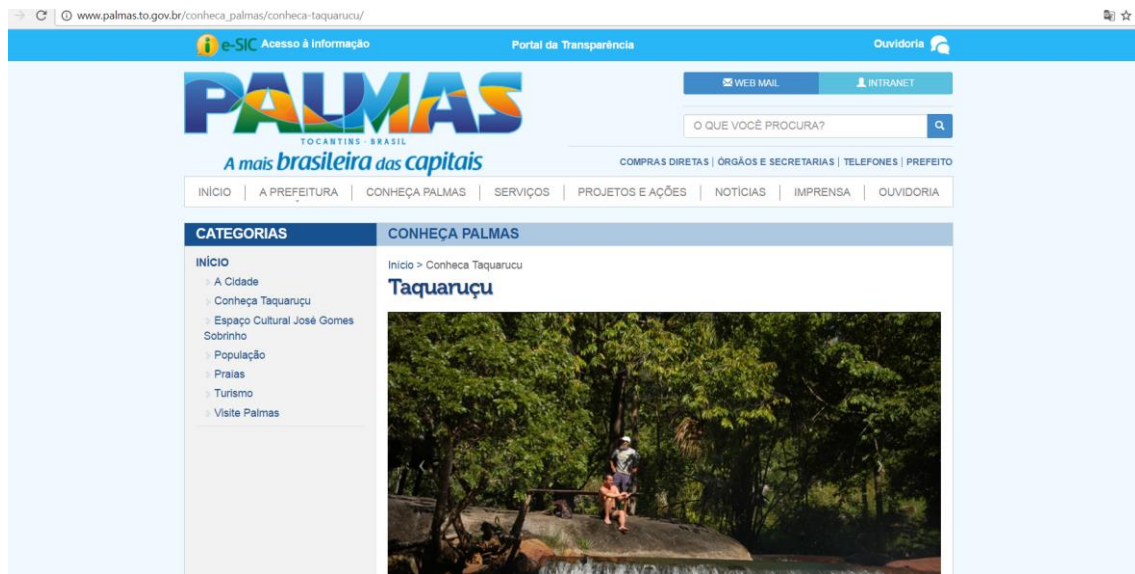 www.palmas.to.gov.br/conheca_palmas/conheca-taquarucu/
e-SIC Acesso à Informação
Portal da Transparência
Ouvidoria
PALMAS
TOCANTINS - BRASIL
A mais brasileira das capitais
WEB MAIL
INTRANET
O QUE VOCÊ PROCURA?
COMPRAS DIRETAS | ÓRGÃOS E SECRETARIAS | TELEFONES | PREFEITO
INÍCIO | A PREFEITURA | CONHEÇA PALMAS | SERVIÇOS | PROJETOS E AÇÕES | NOTÍCIAS | IMPRENSA | OUVIDORIA
CATEGORIAS
INÍCIO
A Cidade
Conheça Taquaruçu
Espaço Cultural José Gomes
Sobrinho
População
Praias
Turismo
Visite Palmas
CONHEÇA PALMAS
Início > Conheca Taquarucu
Taquaruçu